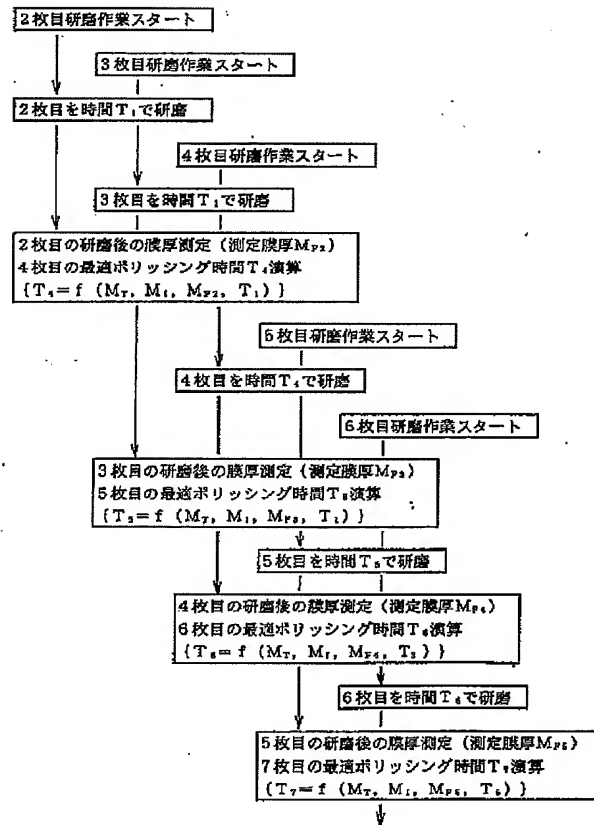 2枚目研磨作業スタート
3枚目研磨作業スタート
2枚目を時間T₁で研磨
4枚目研磨作業スタート
3枚目を時間T₁で研磨
2枚目の研磨後の膜厚測定（測定膜厚M_F2）
4枚目の最適ポリッシング時間T₄演算
{T₄=f (M_T, M_I, M_F2, T₁)}
5枚目研磨作業スタート
4枚目を時間T₄で研磨
6枚目研磨作業スタート
3枚目の研磨後の膜厚測定（測定膜厚M_F3）
5枚目の最適ポリッシング時間T₅演算
{T₅=f (M_T, M_I, M_F3, T)}
5枚目を時間T₅で研磨
4枚目の研磨後の膜厚測定（測定膜厚M_F4）
6枚目の最適ポリッシング時間T₆演算
{T₆=f (M_T, M_I, M_F4, T)}
6枚目を時間T₆で研磨
5枚目の研磨後の膜厚測定（測定膜厚M_F5）
7枚目の最適ポリッシング時間T₇演算
{T₇=f (M_T, M_I, M_F5, T₅)}